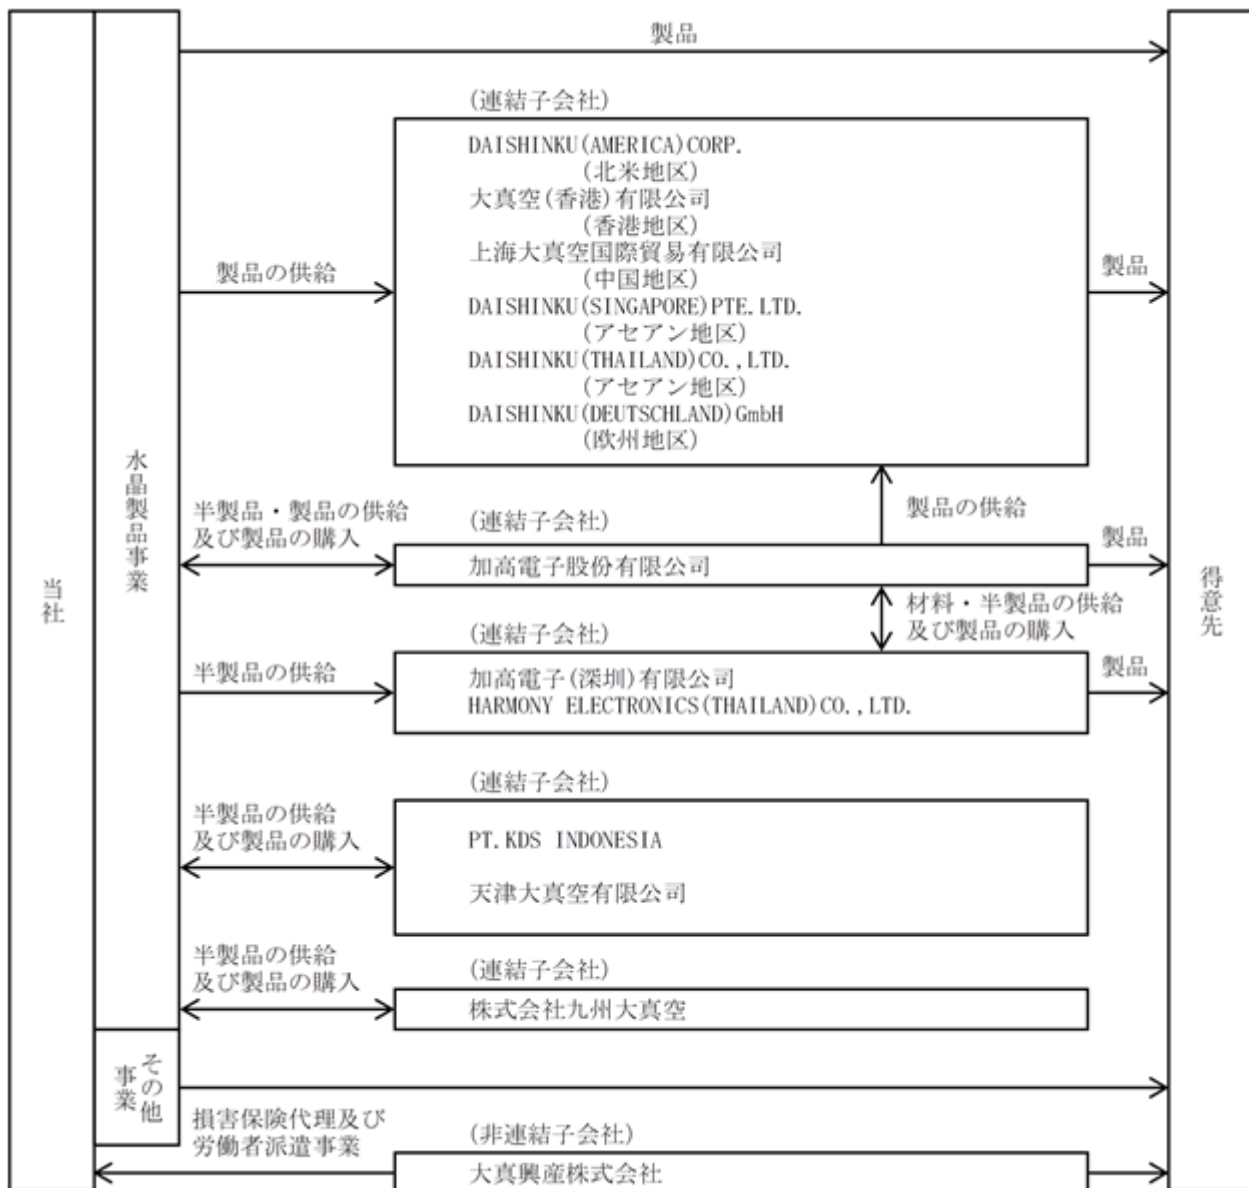 製品
(連結子会社)
DAISHINKU(AMERICA)CORP.
(北米地区)
大真空(香港)有限公司
(香港地区)
上海大真空国際貿易有限公司
(中国地区)
DAISHINKU(SINGAPORE)PTE.LTD.
(アセアン地区)
DAISHINKU(THAILAND)CO.,LTD.
(アセアン地区)
DAISHINKU(DEUTSCHLAND)GmbH
(欧州地区)
製品の供給
製品
水晶製品事業
当社
得意先
半製品・製品の供給
及び製品の購入
(連結子会社)
加高電子股份有限公司
製品の供給
製品
材料・半製品の供給
及び製品の購入
半製品の供給
(連結子会社)
加高電子(深圳)有限公司
HARMONY ELECTRONICS(THAILAND)CO.,LTD.
製品
半製品の供給
及び製品の購入
(連結子会社)
PT.KDS INDONESIA
天津大真空有限公司
半製品の供給
及び製品の購入
(連結子会社)
株式会社九州大真空
その他
事業
損害保険代理及び
労働者派遣事業
(非連結子会社)
大真興産株式会社